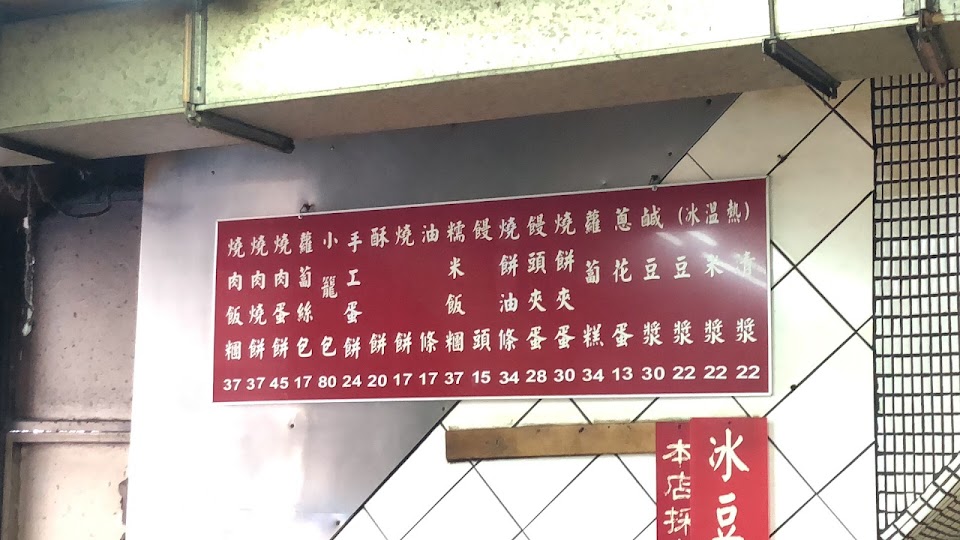 (冰溫熱)
清漿 22
米漿 22
豆漿 22
鹹豆漿 30
蔥花蛋 13
蘿蔔糕 34
燒餅夾蛋 30
饅頭夾蛋 28
燒餅油條 34
饅頭 15
糯米飯糰 37
油條 17
燒餅 17
酥餅 20
手工蛋餅 24
小籠包 80
蘿蔔絲包 17
燒肉蛋餅 45
燒肉燒餅 37
燒肉飯糰 37
冰豆
本店採